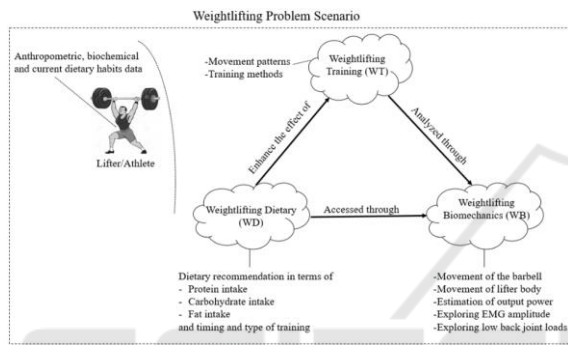 Weightlifting Problem Scenario
Anthropometric, biochemical
and current dietary habits data
Lifter/Athlete
-Movement patterns
-Training methods
Weightlifting
Training (WT)
Enhance the effect of
Analyzed through
Weightlifting Dietary
(WD)
Accessed through
Weightlifting
Biomechanics (WB)
Dietary recommendation in terms of
- Protein intake
- Carbohydrate intake
- Fat intake
and timing and type of training
-Movement of the barbell
-Movement of lifter body
-Estimation of output power
-Exploring EMG amplitude
-Exploring low back joint loads